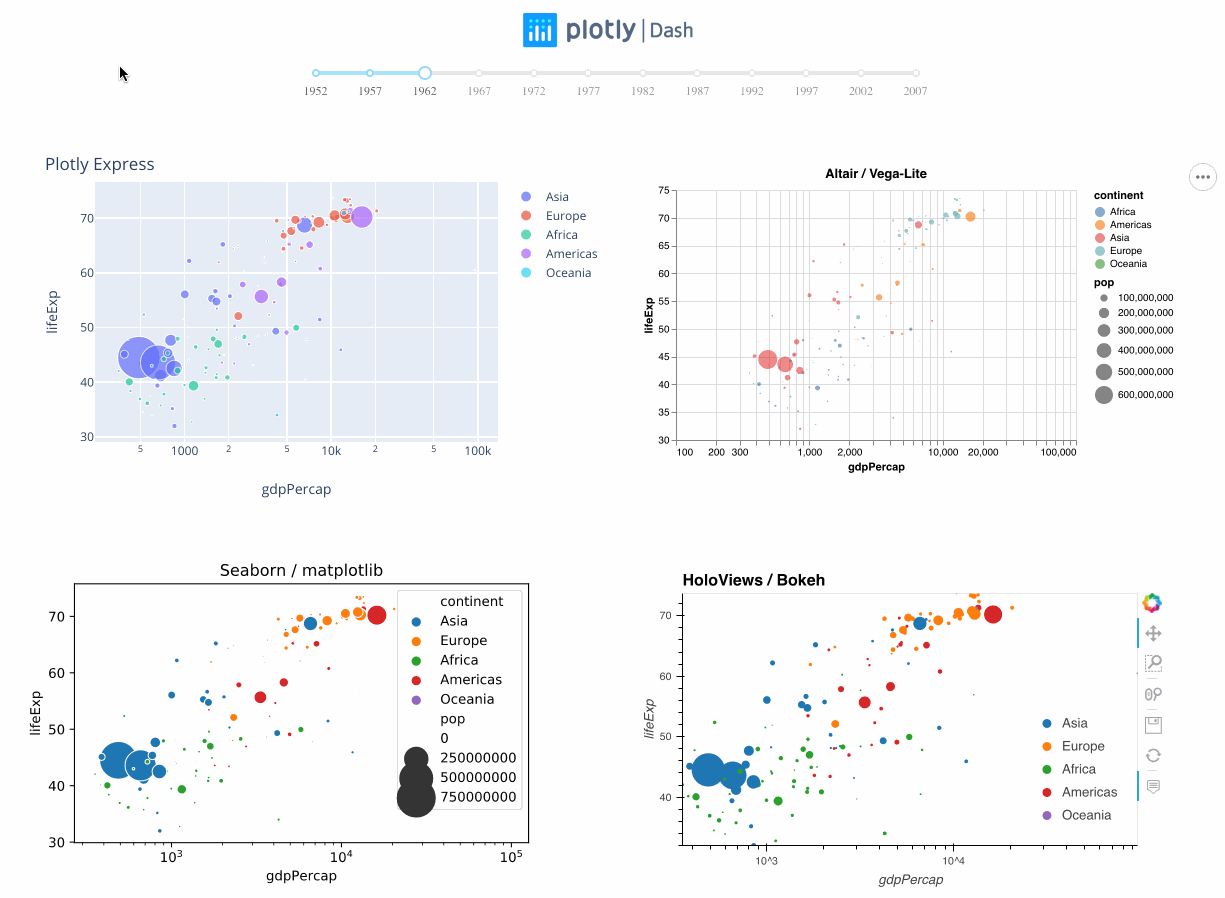 plotly | Dash
1952 1957 1962 1967 1972 1977 1982 1987 1992 1997 2002 2007
Plotly Express
lifeExp
70
60
50
40
30
5 1000 2 5 10k 2 5 100k
gdpPercap
Asia
Europe
Africa
Americas
Oceania
Altair / Vega-Lite
lifeExp
75
70
65
60
55
50
45
40
35
30
100 200 300 1,000 2,000 10,000 20,000 100,000
gdpPercap
continent
Africa
Americas
Asia
Europe
Oceania
pop
100,000,000
200,000,000
300,000,000
400,000,000
500,000,000
600,000,000
Seaborn / matplotlib
lifeExp
70
60
50
40
30
10³ 10⁴ 10⁵
gdpPercap
continent
Asia
Europe
Africa
Americas
Oceania
pop
0
250000000
500000000
750000000
HoloViews / Bokeh
lifeExp
70
60
50
40
10^3 10^4
gdpPercap
Asia
Europe
Africa
Americas
Oceania